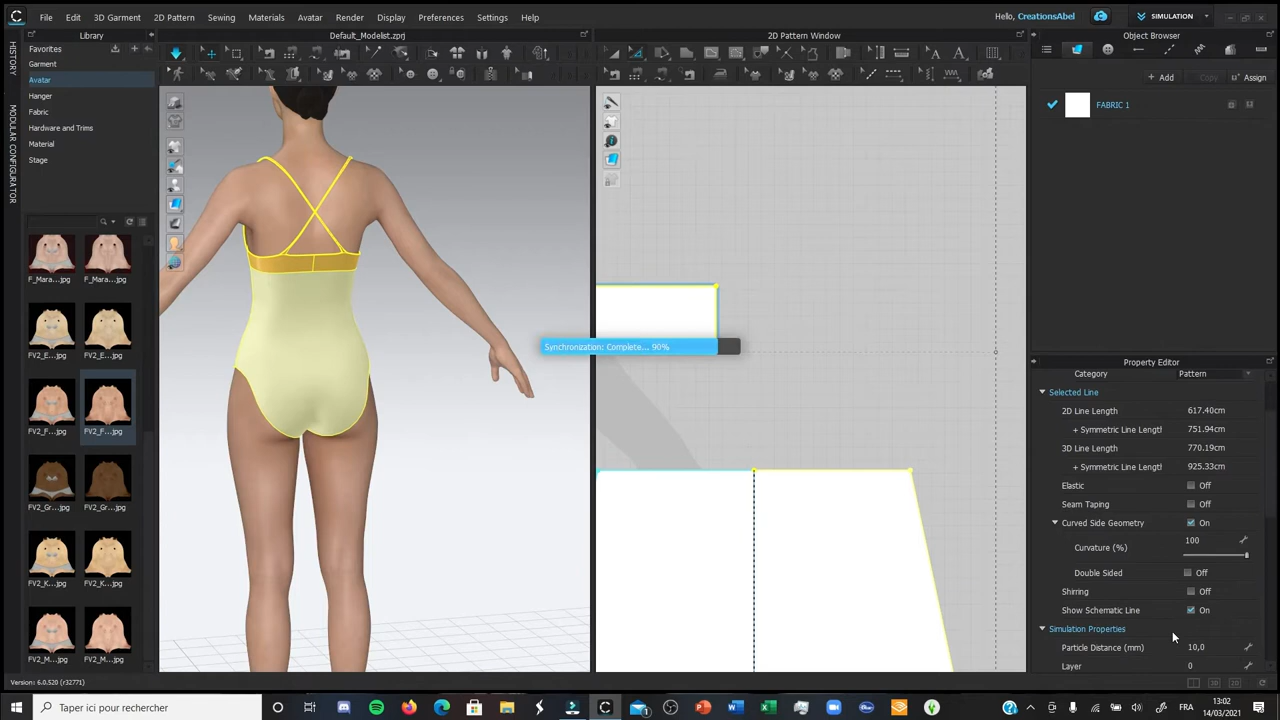 File Edit 3D Garment 2D Pattern Sewing Materials Avatar Render Display Preferences Settings Help
Hello, CreationsAbel
SIMULATION
HISTORY
MODULAR CONFIGURATOR
Library
Default_Modelist.zprj
2D Pattern Window
Object Browser
Favorites
Garment
Avatar
Hanger
Fabric
Hardware and Trims
Material
Stage
Add Copy Assign
FABRIC 1
F_Mara...jpg F_Mara...jpg
FV2_E...jpg FV2_E...jpg
FV2_F...jpg FV2_F...jpg
FV2_Gr...jpg FV2_Gr...jpg
FV2_K...jpg FV2_K...jpg
FV2_M...jpg FV2_M...jpg
Synchronization: Complete... 90%
Property Editor
Category Pattern
Selected Line
2D Line Length 617.40cm
+ Symmetric Line Lengtl 751.94cm
3D Line Length 770.19cm
+ Symmetric Line Lengtl 925.33cm
Elastic Off
Seam Taping Off
Curved Side Geometry On
Curvature (%) 100
Double Sided Off
Shirring Off
Show Schematic Line On
Simulation Properties
Particle Distance (mm) 10,0
Layer 0
Version: 6.0.520 (r32771)
3D 2D
Taper ici pour rechercher
FRA
13:02
14/03/2021